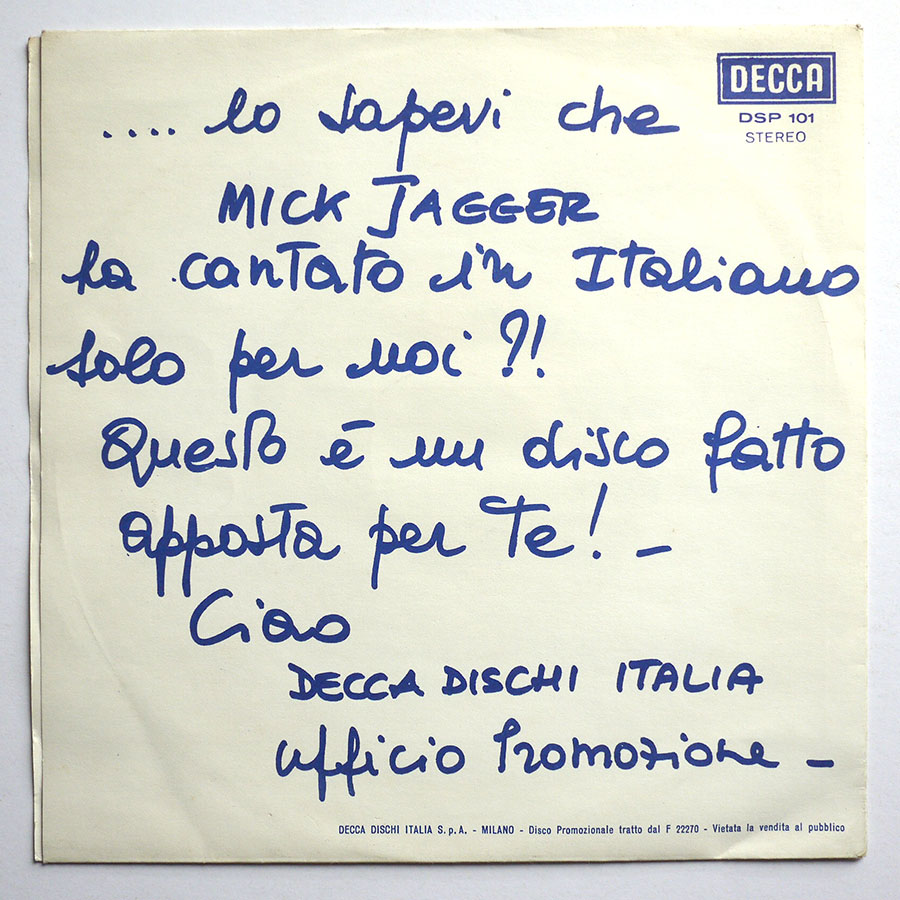 DECCA
DSP 101
STEREO
.... lo sapevi che
MICK JAGGER
ha cantato in Italiano
solo per noi ?!
Questo è un disco fatto
apposta per te! –
Ciao
DECCA DISCHI ITALIA
ufficio Promozione –
DECCA DISCHI ITALIA S.p.A. - MILANO - Disco Promozionale tratto dal F 22270 - Vietata la vendita al pubblico